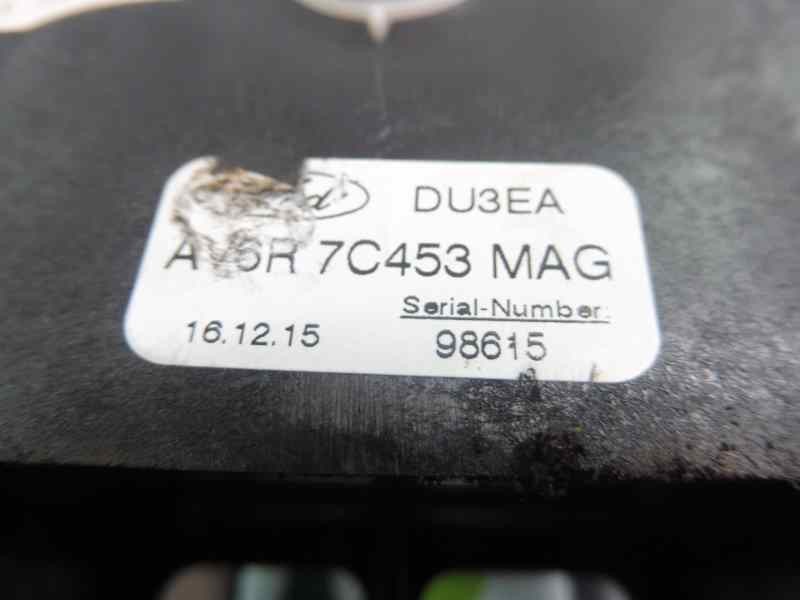 DU3EA
7C453 MAG
Serial-Number:
16.12.15 98615